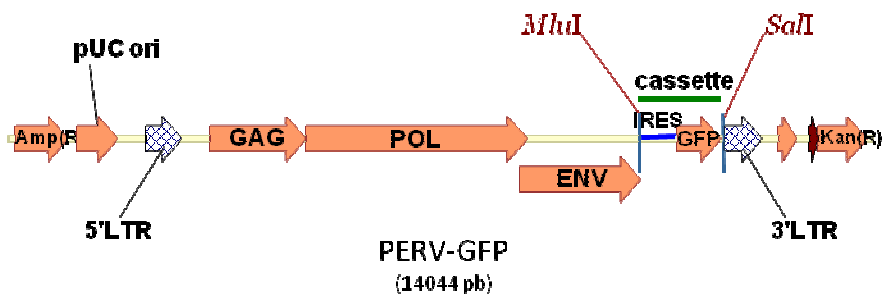 MluI
SalI
pUC ori
cassette
IRES
Amp(R
GAG
POL
GFP
Kan(R)
ENV
5'LTR
3'LTR
PERV-GFP
(14044 pb)